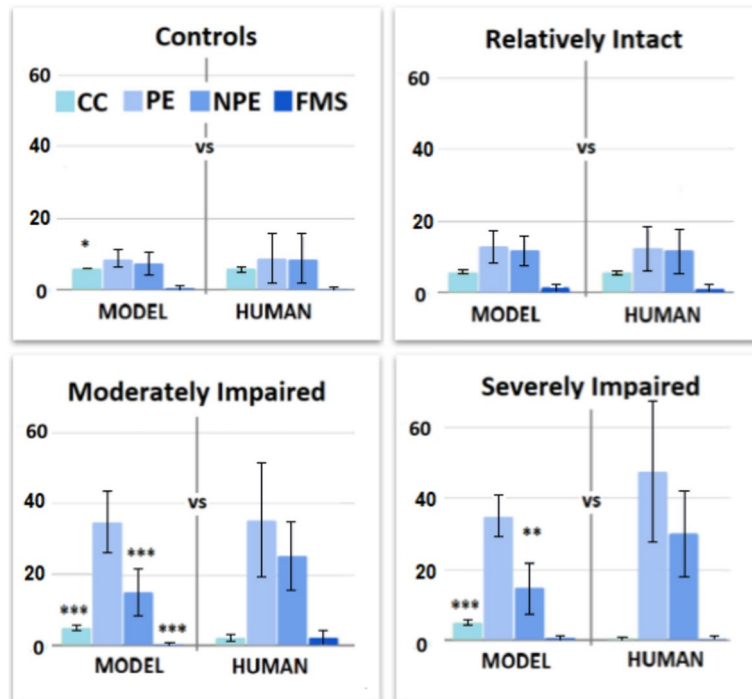 Controls
60
CC PE NPE FMS
40
vs
20
*
0
MODEL HUMAN
Relatively Intact
60
40
vs
20
0
MODEL HUMAN
Moderately Impaired
60
40
vs
***
20
*** ***
0
MODEL HUMAN
Severely Impaired
60
40
vs
**
20
***
0
MODEL HUMAN